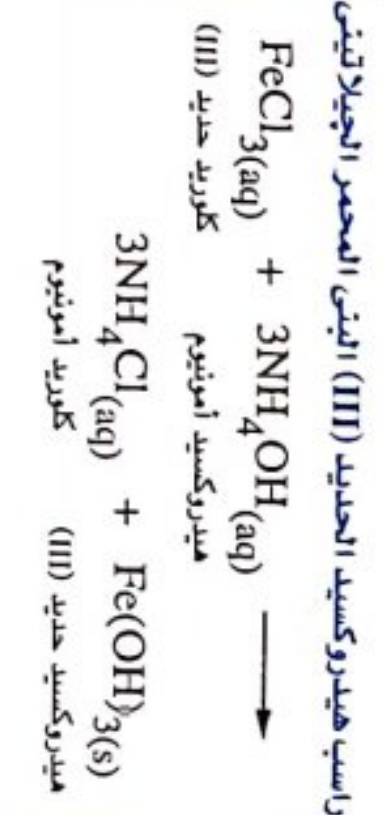 راسب هيدروكسيد الحديد (III) البنى المحمر الچيلاتينى
FeCl₃(aq) + 3NH₄OH(aq) ⟶
كلوريد حديد (III) هيدروكسيد أمونيوم
3NH₄Cl(aq) + Fe(OH)₃(s)
كلوريد أمونيوم هيدروكسيد حديد (III)